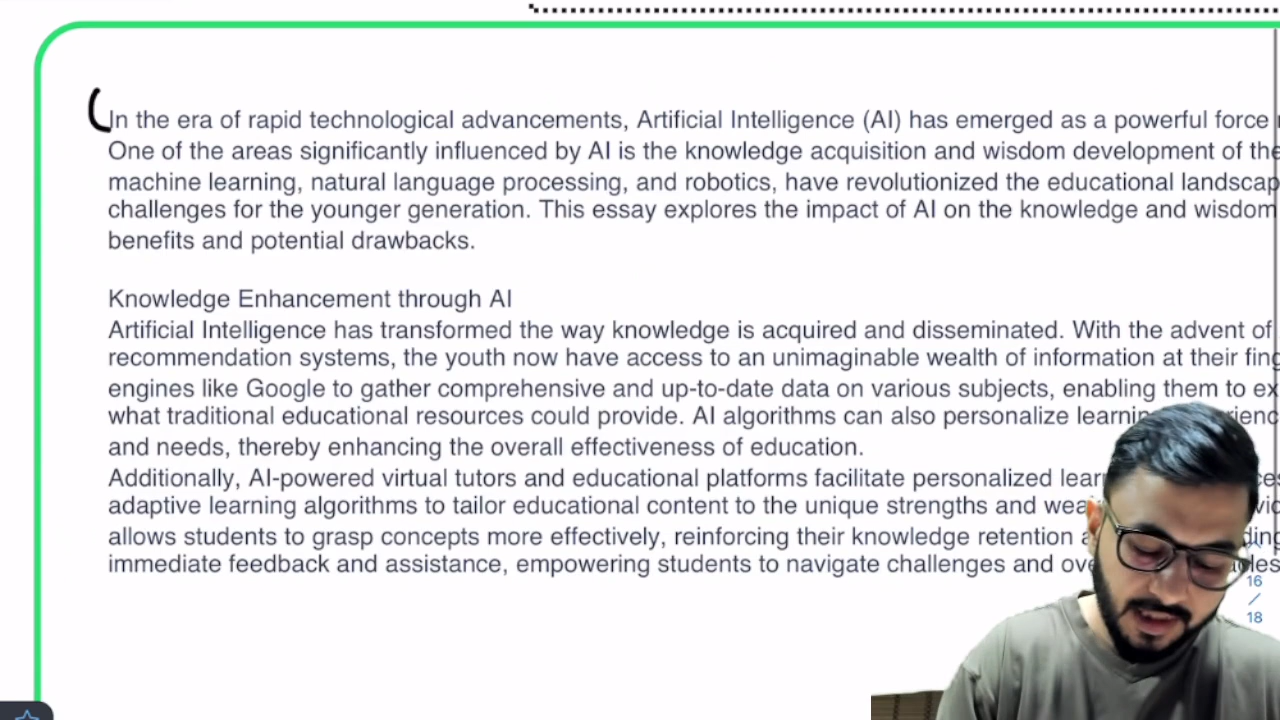 In the era of rapid technological advancements, Artificial Intelligence (AI) has emerged as a powerful force
One of the areas significantly influenced by AI is the knowledge acquisition and wisdom development of the
machine learning, natural language processing, and robotics, have revolutionized the educational
challenges for the younger generation. This essay explores the impact of AI on the knowledge and wisdom
benefits and potential drawbacks.
Knowledge Enhancement through AI
Artificial Intelligence has transformed the way knowledge is acquired and disseminated. With the advent of
recommendation systems, the youth now have access to an unimaginable wealth of information at their
engines like Google to gather comprehensive and up-to-date data on various subjects, enabling them to
what traditional educational resources could provide. AI algorithms can also personalize
and needs, thereby enhancing the overall effectiveness of education.
Additionally, AI-powered virtual tutors and educational platforms facilitate personalized
adaptive learning algorithms to tailor educational content to the unique strengths and
allows students to grasp concepts more effectively, reinforcing their knowledge retention
immediate feedback and assistance, empowering students to navigate challenges and
16
/
18